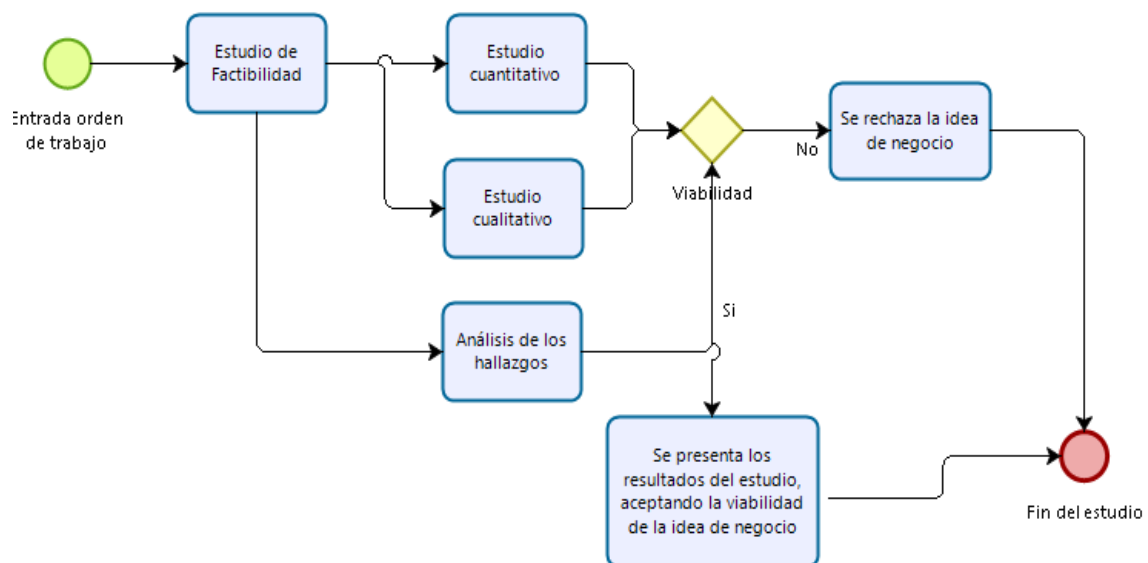 Estudio de
Factibilidad
Estudio
cuantitativo
Entrada orden
de trabajo
Se rechaza la idea
de negocio
No
Viabilidad
Estudio
cualitativo
Si
Análisis de los
hallazgos
Se presenta los
resultados del estudio,
aceptando la viabilidad
de la idea de negocio
Fin del estudio